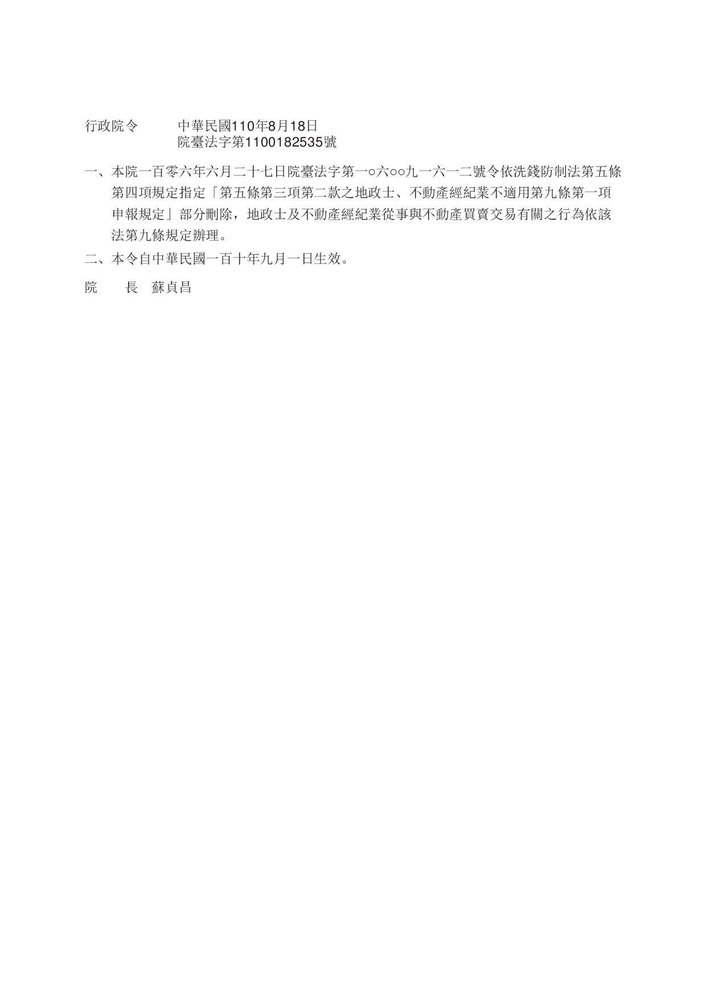 行政院令　　　中華民國110年8月18日
院臺法字第1100182535號
一、本院一百零六年六月二十七日院臺法字第一○六○○九一六一二號令依洗錢防制法第五條
第四項規定指定「第五條第三項第二款之地政士、不動產經紀業不適用第九條第一項
申報規定」部分刪除，地政士及不動產經紀業從事與不動產買賣交易有關之行為依該
法第九條規定辦理。
二、本令自中華民國一百十年九月一日生效。
院　　長　蘇貞昌